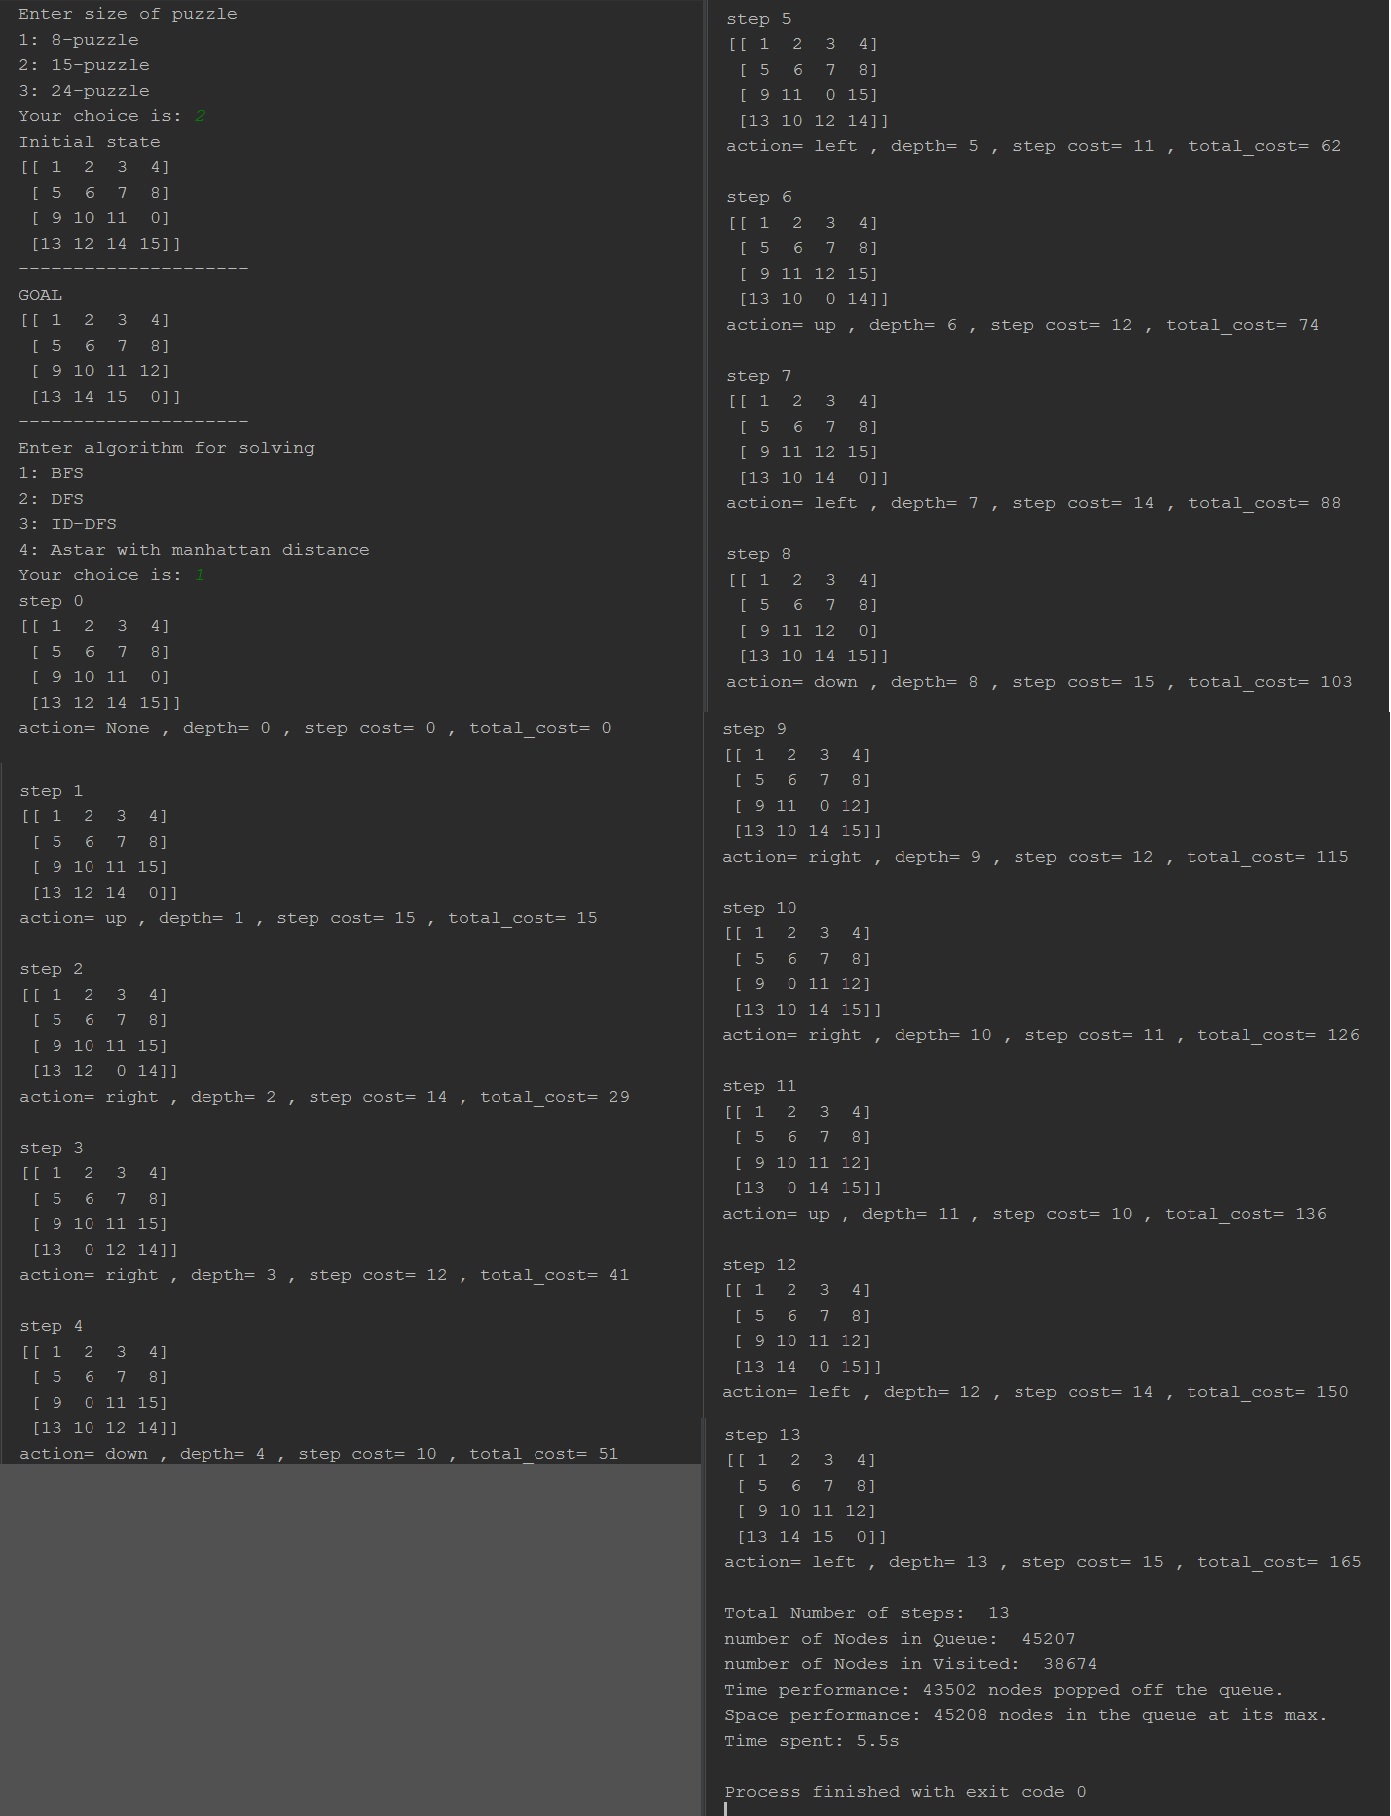 Enter size of puzzle
1: 8-puzzle
2: 15-puzzle
3: 24-puzzle
Your choice is: 2
Initial state
[[ 1  2  3  4]
 [ 5  6  7  8]
 [ 9 10 11  0]
 [13 12 14 15]]
---------------------
GOAL
[[ 1  2  3  4]
 [ 5  6  7  8]
 [ 9 10 11 12]
 [13 14 15  0]]
---------------------
Enter algorithm for solving
1: BFS
2: DFS
3: ID-DFS
4: Astar with manhattan distance
Your choice is: 1
step 0
[[ 1  2  3  4]
 [ 5  6  7  8]
 [ 9 10 11  0]
 [13 12 14 15]]
action= None , depth= 0 , step cost= 0 , total_cost= 0
step 1
[[ 1  2  3  4]
 [ 5  6  7  8]
 [ 9 10 11 15]
 [13 12 14  0]]
action= up , depth= 1 , step cost= 15 , total_cost= 15
step 2
[[ 1  2  3  4]
 [ 5  6  7  8]
 [ 9 10 11 15]
 [13 12  0 14]]
action= right , depth= 2 , step cost= 14 , total_cost= 29
step 3
[[ 1  2  3  4]
 [ 5  6  7  8]
 [ 9 10 11 15]
 [13  0 12 14]]
action= right , depth= 3 , step cost= 12 , total_cost= 41
step 4
[[ 1  2  3  4]
 [ 5  6  7  8]
 [ 9  0 11 15]
 [13 10 12 14]]
action= down , depth= 4 , step cost= 10 , total_cost= 51
step 5
[[ 1  2  3  4]
 [ 5  6  7  8]
 [ 9 11  0 15]
 [13 10 12 14]]
action= left , depth= 5 , step cost= 11 , total_cost= 62
step 6
[[ 1  2  3  4]
 [ 5  6  7  8]
 [ 9 11 12 15]
 [13 10  0 14]]
action= up , depth= 6 , step cost= 12 , total_cost= 74
step 7
[[ 1  2  3  4]
 [ 5  6  7  8]
 [ 9 11 12 15]
 [13 10 14  0]]
action= left , depth= 7 , step cost= 14 , total_cost= 88
step 8
[[ 1  2  3  4]
 [ 5  6  7  8]
 [ 9 11 12  0]
 [13 10 14 15]]
action= down , depth= 8 , step cost= 15 , total_cost= 103
step 9
[[ 1  2  3  4]
 [ 5  6  7  8]
 [ 9 11  0 12]
 [13 10 14 15]]
action= right , depth= 9 , step cost= 12 , total_cost= 115
step 10
[[ 1  2  3  4]
 [ 5  6  7  8]
 [ 9  0 11 12]
 [13 10 14 15]]
action= right , depth= 10 , step cost= 11 , total_cost= 126
step 11
[[ 1  2  3  4]
 [ 5  6  7  8]
 [ 9 10 11 12]
 [13  0 14 15]]
action= up , depth= 11 , step cost= 10 , total_cost= 136
step 12
[[ 1  2  3  4]
 [ 5  6  7  8]
 [ 9 10 11 12]
 [13 14  0 15]]
action= left , depth= 12 , step cost= 14 , total_cost= 150
step 13
[[ 1  2  3  4]
 [ 5  6  7  8]
 [ 9 10 11 12]
 [13 14 15  0]]
action= left , depth= 13 , step cost= 15 , total_cost= 165
Total Number of steps:  13
number of Nodes in Queue:  45207
number of Nodes in Visited:  38674
Time performance: 43502 nodes popped off the queue.
Space performance: 45208 nodes in the queue at its max.
Time spent: 5.5s
Process finished with exit code 0